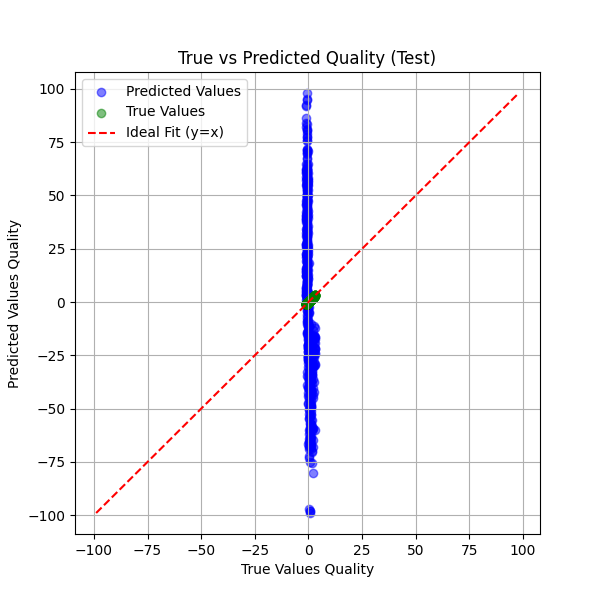 True vs Predicted Quality (Test)
Predicted Values
True Values
Ideal Fit (y=x)
100
75
50
25
0
−25
−50
−75
−100
Predicted Values Quality
−100 −75 −50 −25 0 25 50 75 100
True Values Quality